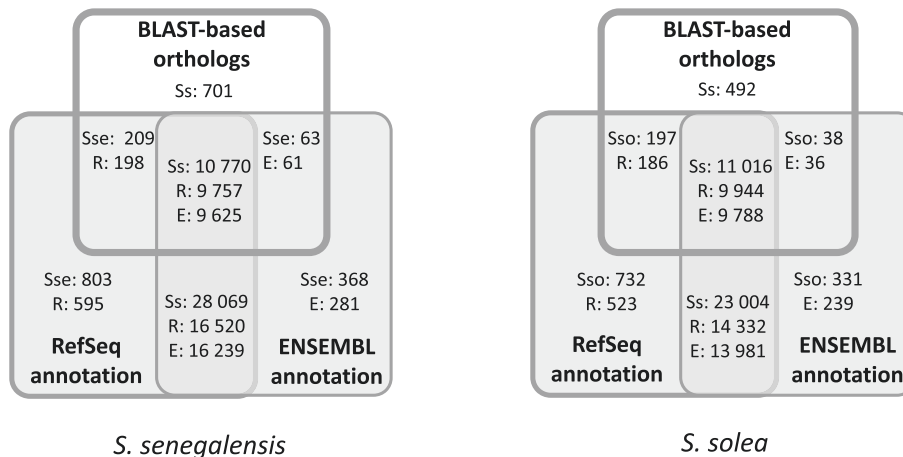 BLAST-based
orthologs
Ss: 701
Sse: 209
R: 198
Ss: 10 770
R: 9 757
E: 9 625
Sse: 63
E: 61
Sse: 803
R: 595
Ss: 28 069
R: 16 520
E: 16 239
Sse: 368
E: 281
RefSeq
annotation
ENSEMBL
annotation
S. senegalensis
BLAST-based
orthologs
Ss: 492
Sso: 197
R: 186
Ss: 11 016
R: 9 944
E: 9 788
Sso: 38
E: 36
Sso: 732
R: 523
Ss: 23 004
R: 14 332
E: 13 981
Sso: 331
E: 239
RefSeq
annotation
ENSEMBL
annotation
S. solea